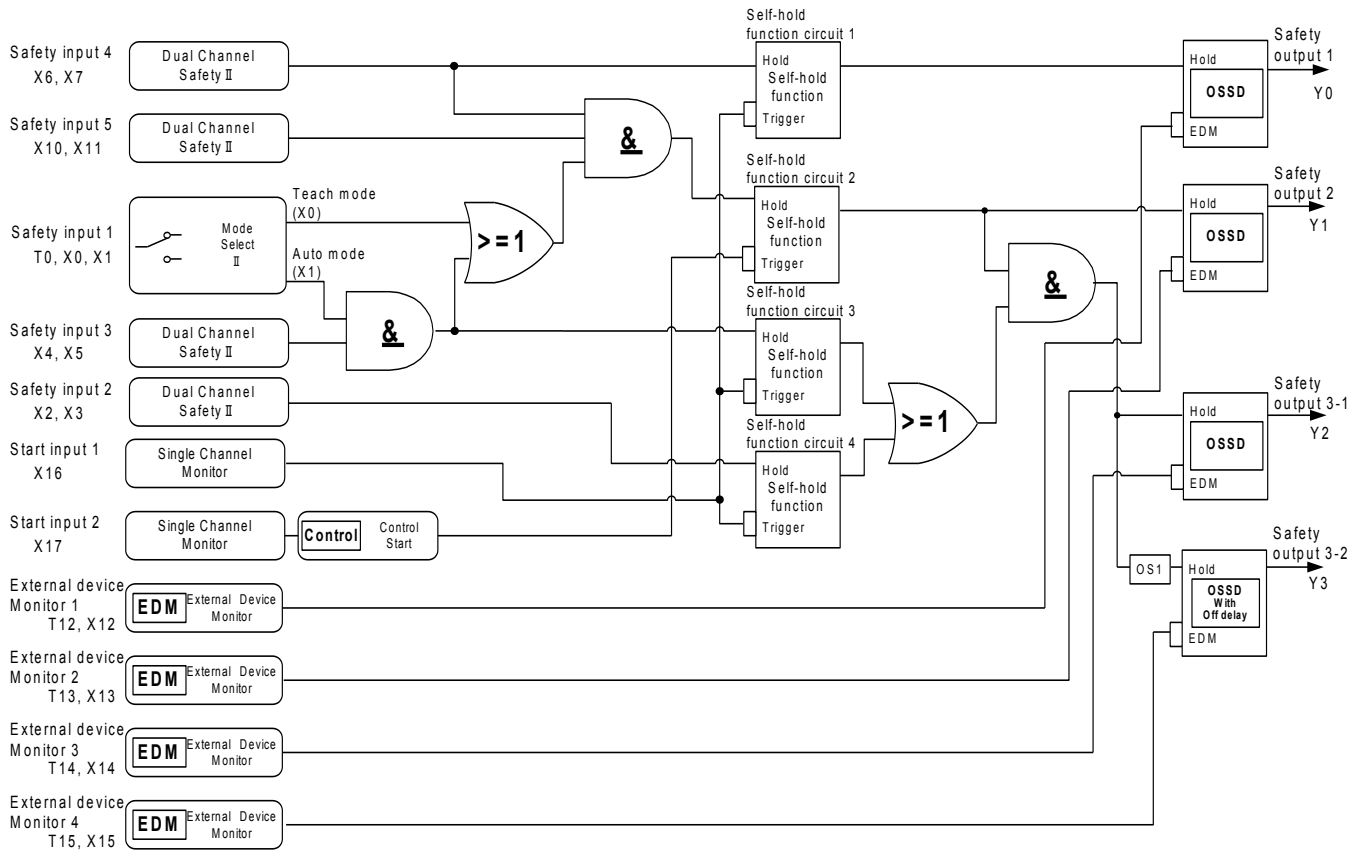 Safety input 4
X6, X7
Dual Channel
Safety Ⅱ
Safety input 5
X10, X11
Dual Channel
Safety Ⅱ
Safety input 1
T0, X0, X1
Mode
Select
Ⅱ
Teach mode
(X0)
Auto mode
(X1)
Safety input 3
X4, X5
Dual Channel
Safety Ⅱ
Safety input 2
X2, X3
Dual Channel
Safety Ⅱ
Start input 1
X16
Single Channel
Monitor
Start input 2
X17
Single Channel
Monitor
Control
Control
Start
External device
Monitor 1
T12, X12
EDM
External Device
Monitor
External device
Monitor 2
T13, X13
EDM
External Device
Monitor
External device
Monitor 3
T14, X14
EDM
External Device
Monitor
External device
Monitor 4
T15, X15
EDM
External Device
Monitor
&
>=1
&
Self-hold
function circuit 1
Hold
Self-hold
function
Trigger
Self-hold
function circuit 2
Hold
Self-hold
function
Trigger
Self-hold
function circuit 3
Hold
Self-hold
function
Trigger
Self-hold
function circuit 4
Hold
Self-hold
function
Trigger
>=1
&
OS1
Hold
OSSD
EDM
Safety
output 1
Y0
Hold
OSSD
EDM
Safety
output 2
Y1
Hold
OSSD
EDM
Safety
output 3-1
Y2
Hold
OSSD
With
Off delay
EDM
Safety
output 3-2
Y3